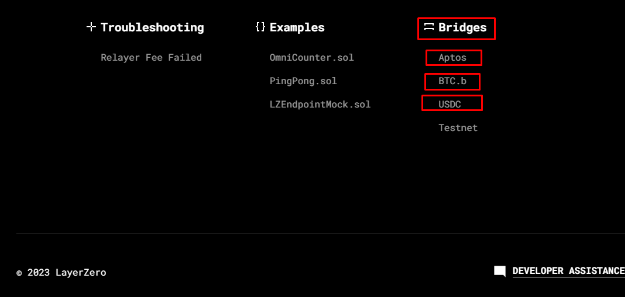 Troubleshooting
Relayer Fee Failed
{} Examples
OmniCounter.sol
PingPong.sol
LZEndpointMock.sol
Bridges
Aptos
BTC.b
USDC
Testnet
© 2023 LayerZero
DEVELOPER ASSISTANCE